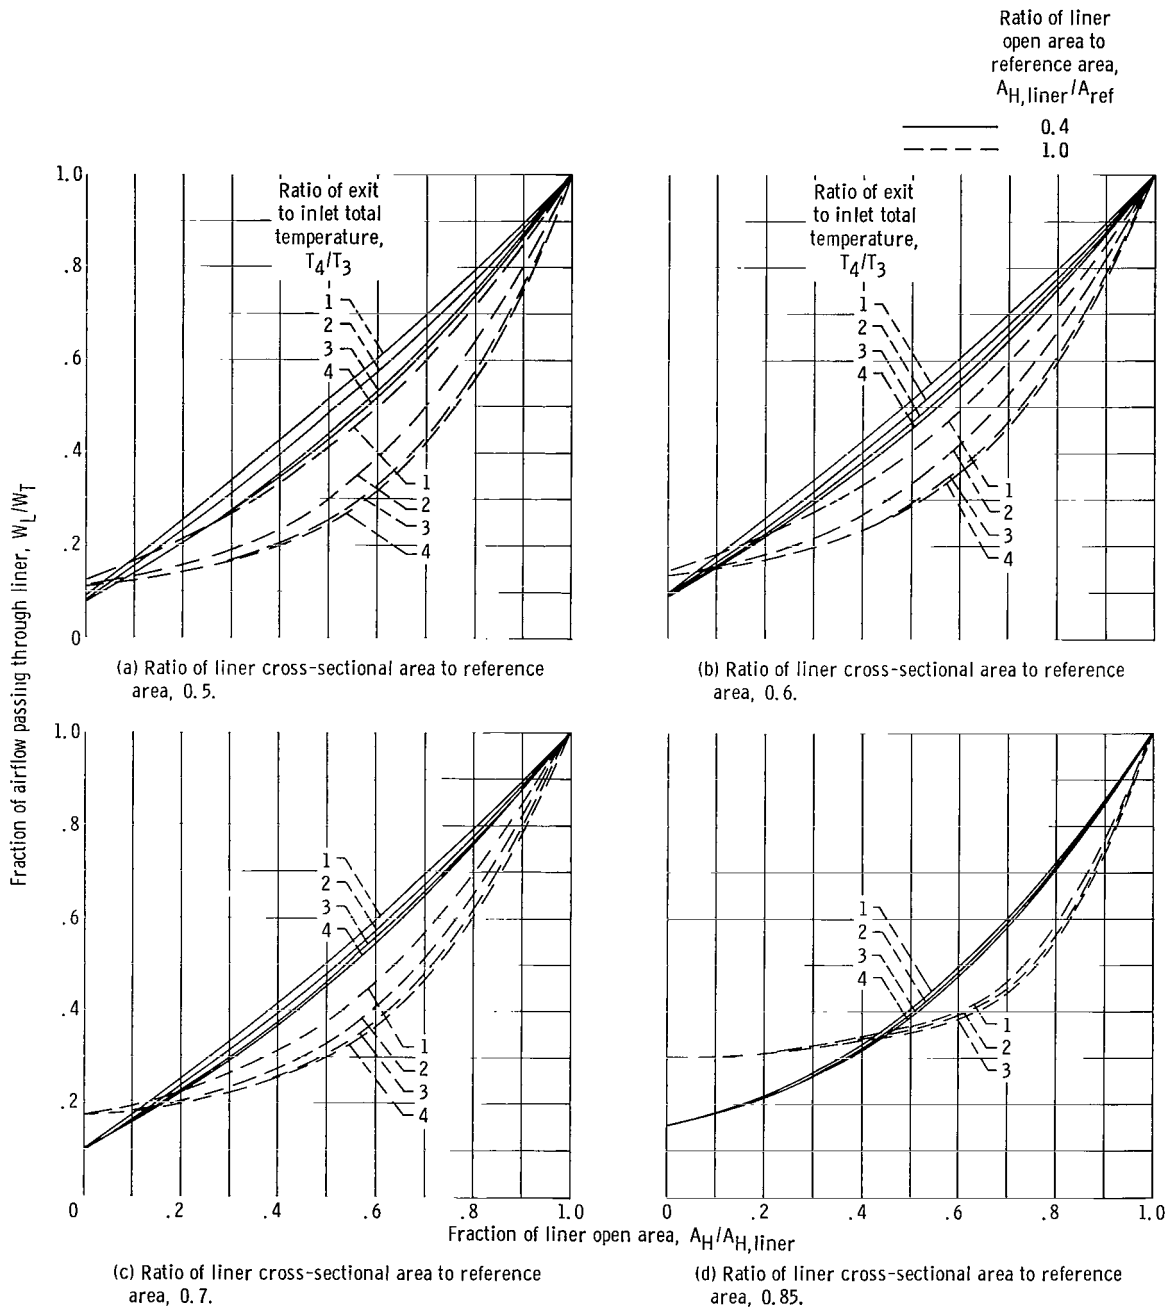 Ratio of liner
open area to
reference area,
A_H,liner/A_ref
0.4
1.0
1.0
.8
.6
.4
.2
0
Ratio of exit
to inlet total
temperature,
T_4/T_3
1
2
3
4
1
2
3
4
(a) Ratio of liner cross-sectional area to reference
area, 0.5.
Ratio of exit
to inlet total
temperature,
T_4/T_3
1
2
3
4
1
2
3
4
(b) Ratio of liner cross-sectional area to reference
area, 0.6.
Fraction of airflow passing through liner, W_L/W_T
1.0
.8
.6
.4
.2
1
2
3
4
1
2
3
4
0 .2 .4 .6 .8 1.0
1
2
3
4
1
2
3
0 .2 .4 .6 .8 1.0
Fraction of liner open area, A_H/A_H,liner
(c) Ratio of liner cross-sectional area to reference
area, 0.7.
(d) Ratio of liner cross-sectional area to reference
area, 0.85.